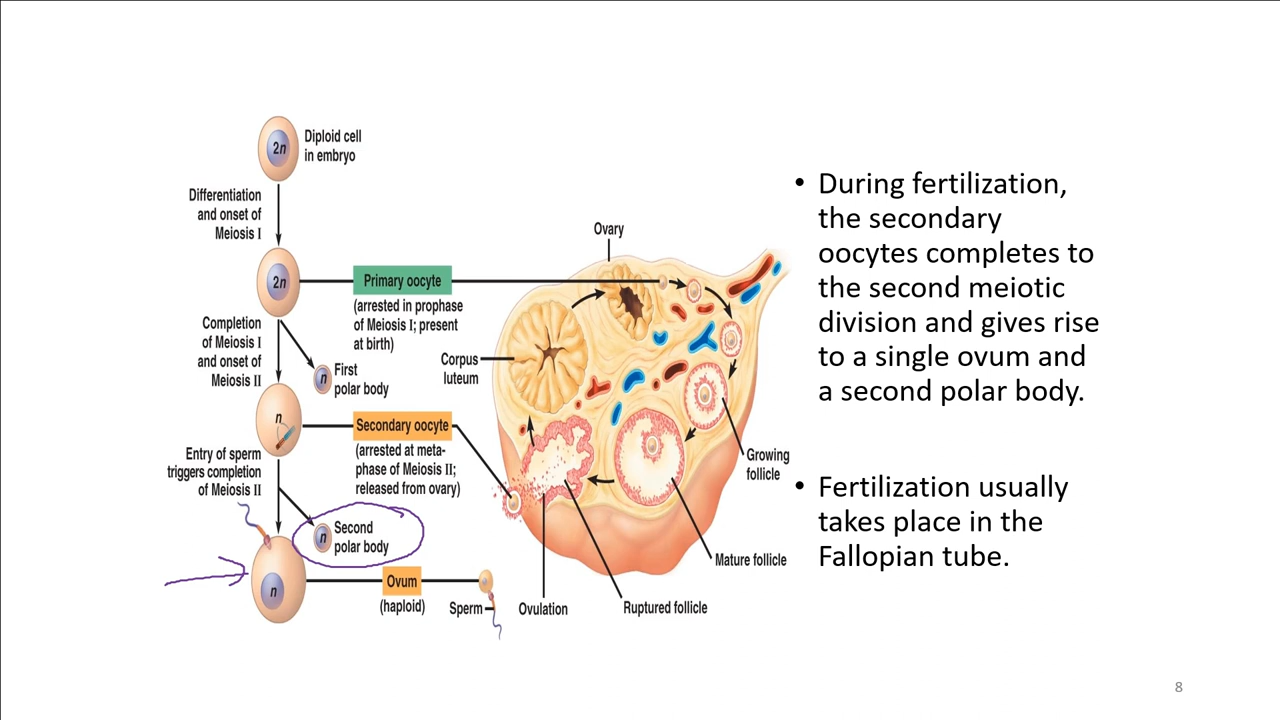 2n
Diploid cell
in embryo
Differentiation
and onset of
Meiosis I
2n
Primary oocyte
(arrested in prophase
of Meiosis I; present
at birth)
Completion
of Meiosis I
and onset of
Meiosis II
n
First
polar body
n
Secondary oocyte
(arrested at meta-
phase of Meiosis II;
released from ovary)
Entry of sperm
triggers completion
of Meiosis II
n
Second
polar body
n
Ovum
(haploid)
Sperm
Ovary
Corpus
luteum
Growing
follicle
Mature follicle
Ruptured follicle
Ovulation
• During fertilization,
the secondary
oocytes completes to
the second meiotic
division and gives rise
to a single ovum and
a second polar body.
• Fertilization usually
takes place in the
Fallopian tube.
8